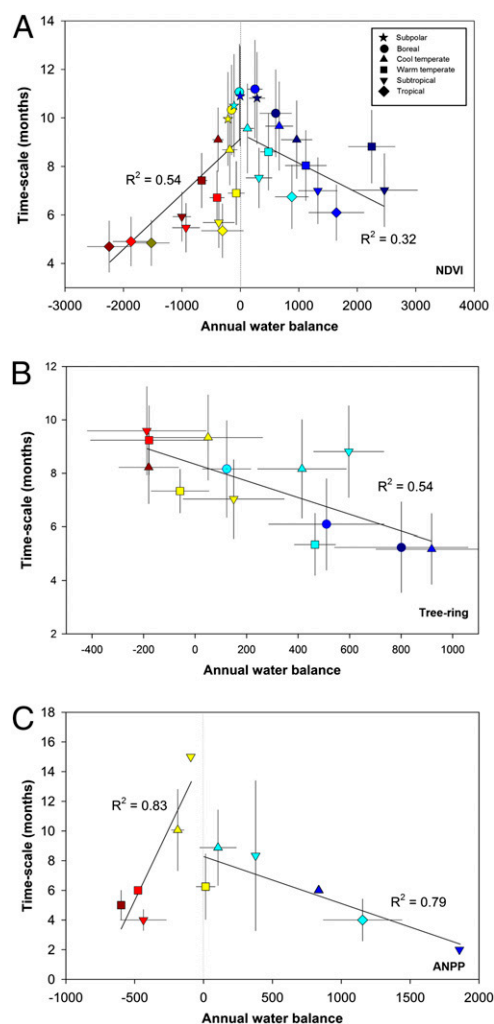 A
14
12
10
8
6
4
Time-scale (months)
Subpolar
Boreal
Cool temperate
Warm temperate
Subtropical
Tropical
R² = 0.54
R² = 0.32
NDVI
-3000 -2000 -1000 0 1000 2000 3000 4000
Annual water balance
B
12
10
8
6
4
2
Time-scale (months)
R² = 0.54
Tree-ring
-400 -200 0 200 400 600 800 1000
Annual water balance
C
18
16
14
12
10
8
6
4
2
0
Time-scale (months)
R² = 0.83
R² = 0.79
ANPP
-1000 -500 0 500 1000 1500 2000
Annual water balance